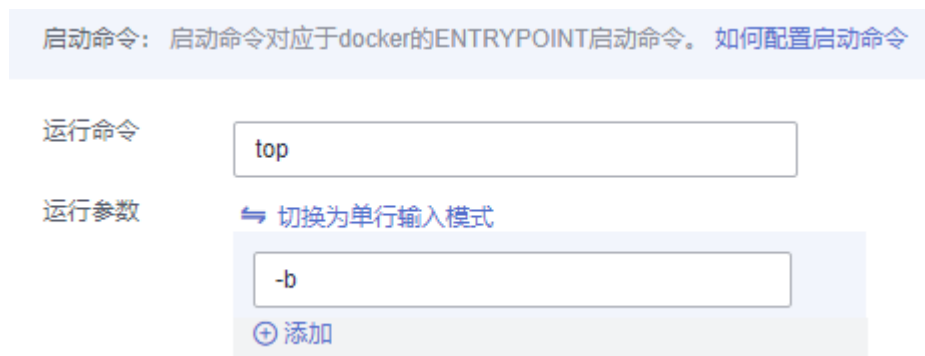 启动命令： 启动命令对应于docker的ENTRYPOINT启动命令。 如何配置启动命令
运行命令
top
运行参数
切换为单行输入模式
-b
添加